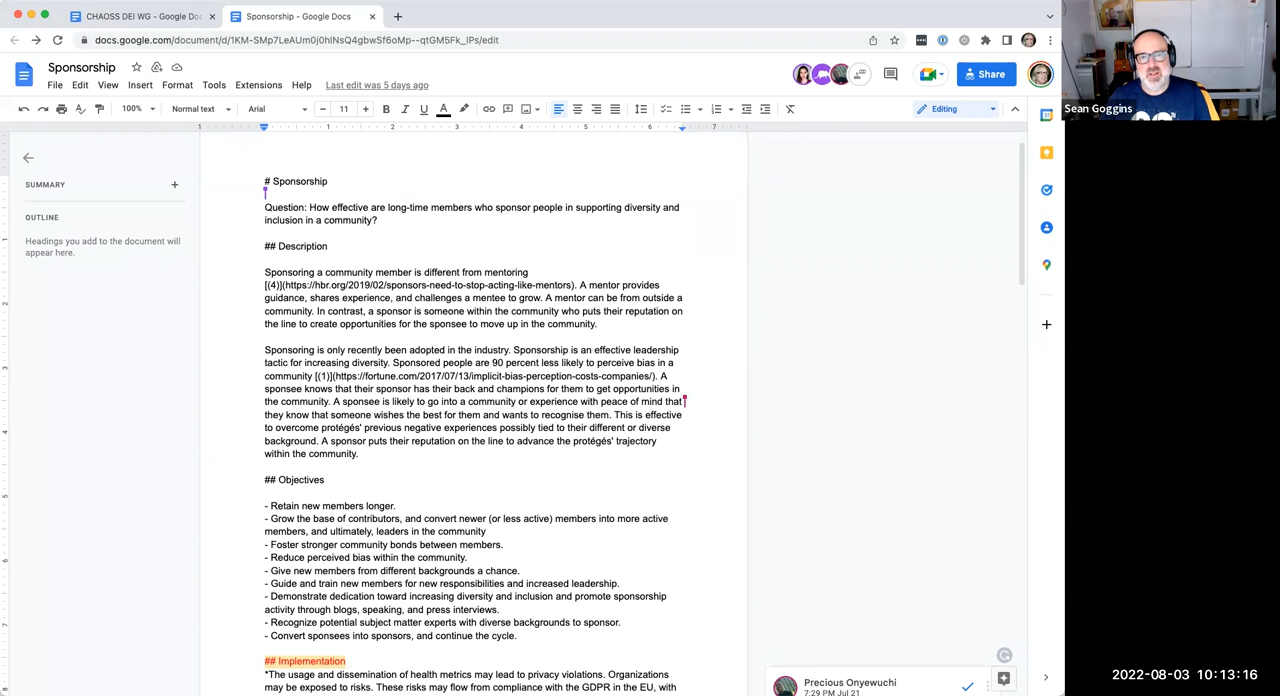 CHAOSS DEI WG - Google Doc
Sponsorship - Google Docs
docs.google.com/document/d/1KM-SMp7LeAUm0j0hlNsQ4gbwSf6oMp--qtGM5Fk_lPs/edit
Sponsorship
File Edit View Insert Format Tools Extensions Help Last edit was 5 days ago
Share
100% Normal text Arial 11 Editing
Sean Goggins
SUMMARY
OUTLINE
Headings you add to the document will
appear here.
# Sponsorship
Question: How effective are long-time members who sponsor people in supporting diversity and
inclusion in a community?
## Description
Sponsoring a community member is different from mentoring
[(4)](https://hbr.org/2019/02/sponsors-need-to-stop-acting-like-mentors). A mentor provides
guidance, shares experience, and challenges a mentee to grow. A mentor can be from outside a
community. In contrast, a sponsor is someone within the community who puts their reputation on
the line to create opportunities for the sponsee to move up in the community.
Sponsoring is only recently been adopted in the industry. Sponsorship is an effective leadership
tactic for increasing diversity. Sponsored people are 90 percent less likely to perceive bias in a
community [(1)](https://fortune.com/2017/07/13/implicit-bias-perception-costs-companies/). A
sponsee knows that their sponsor has their back and champions for them to get opportunities in
the community. A sponsee is likely to go into a community or experience with peace of mind that
they know that someone wishes the best for them and wants to recognise them. This is effective
to overcome protégés' previous negative experiences possibly tied to their different or diverse
background. A sponsor puts their reputation on the line to advance the protégés' trajectory
within the community.
## Objectives
- Retain new members longer.
- Grow the base of contributors, and convert newer (or less active) members into more active
members, and ultimately, leaders in the community
- Foster stronger community bonds between members.
- Reduce perceived bias within the community.
- Give new members from different backgrounds a chance.
- Guide and train new members for new responsibilities and increased leadership.
- Demonstrate dedication toward increasing diversity and inclusion and promote sponsorship
activity through blogs, speaking, and press interviews.
- Recognize potential subject matter experts with diverse backgrounds to sponsor.
- Convert sponsees into sponsors, and continue the cycle.
## Implementation
*The usage and dissemination of health metrics may lead to privacy violations. Organizations
may be exposed to risks. These risks may flow from compliance with the GDPR in the EU, with
Precious Onyewuchi
7:29 PM Jul 21
2022-08-03 10:13:16